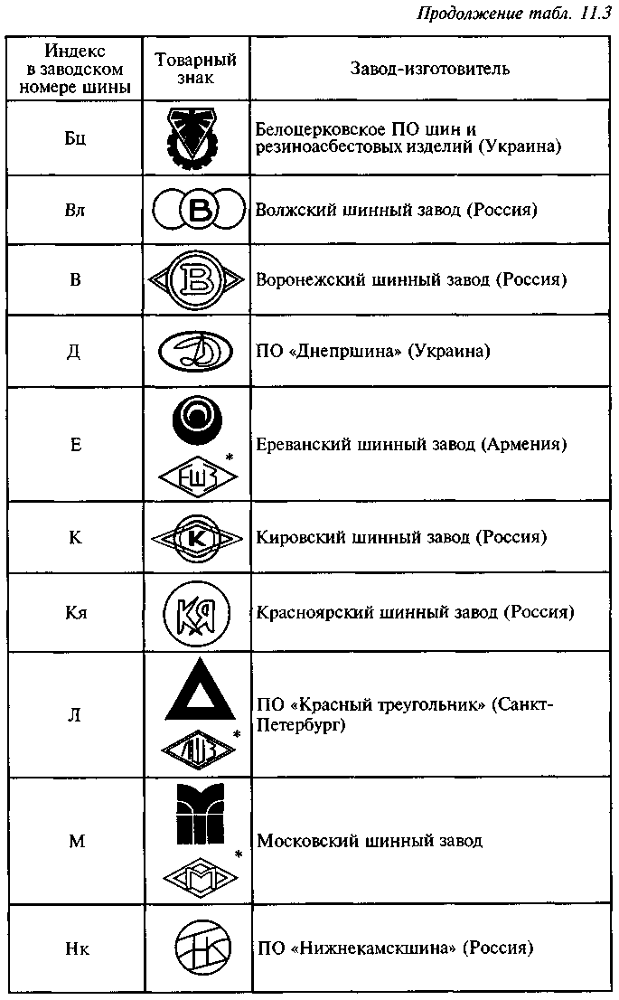 Продолжение табл. 11.3
Индекс
в заводском
номере шины
Товарный
знак
Завод-изготовитель
Бц
Белоцерковское ПО шин и
резиноасбестовых изделий (Украина)
Вл
В
Волжский шинный завод (Россия)
В
В
Воронежский шинный завод (Россия)
Д
Д
ПО «Днепршина» (Украина)
Е
ЕШЗ *
Ереванский шинный завод (Армения)
К
К
Кировский шинный завод (Россия)
Кя
КЯ
Красноярский шинный завод (Россия)
Л
ЛШЗ *
ПО «Красный треугольник» (Санкт-
Петербург)
М
М *
Московский шинный завод
Нк
НК
ПО «Нижнекамскшина» (Россия)